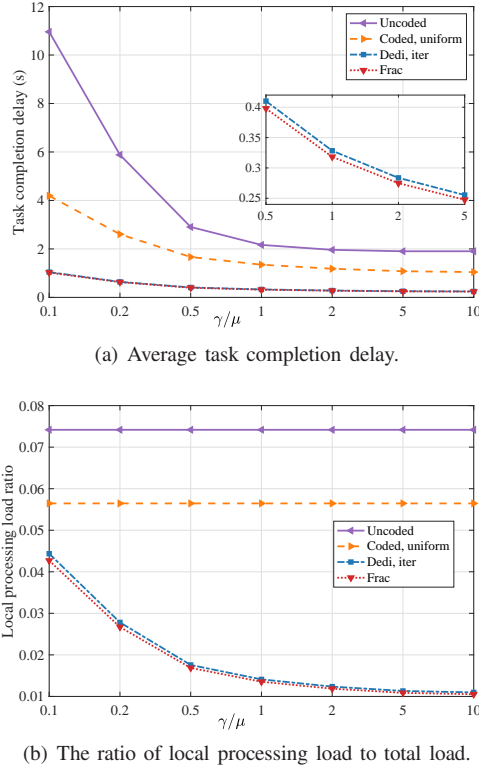 12
10
8
6
4
2
0
Task completion delay (s)
Uncoded
Coded, uniform
Dedi, iter
Frac
0.4
0.35
0.3
0.25
0.5 1 2 5
0.1 0.2 0.5 1 2 5 10
γ/μ
(a) Average task completion delay.
0.08
0.07
0.06
0.05
0.04
0.03
0.02
0.01
Local processing load ratio
Uncoded
Coded, uniform
Dedi, iter
Frac
0.1 0.2 0.5 1 2 5 10
γ/μ
(b) The ratio of local processing load to total load.